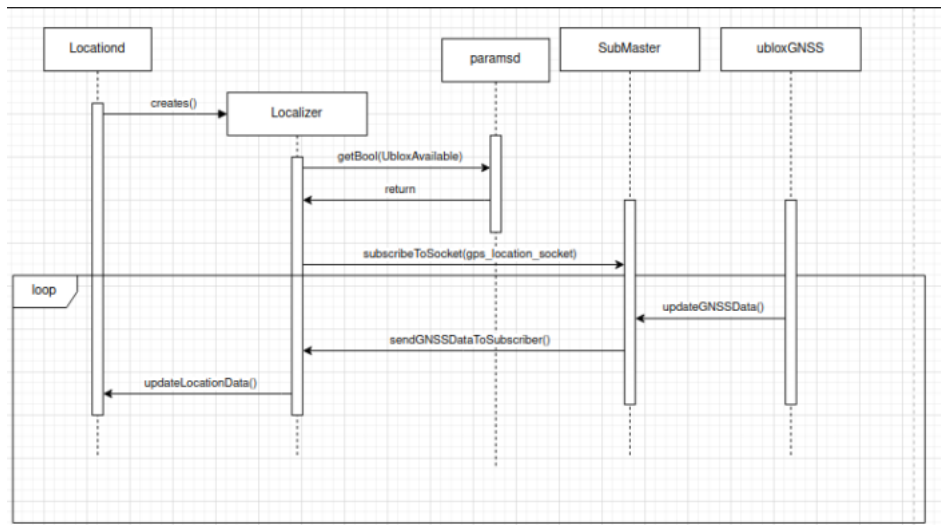 Locationd
paramsd
SubMaster
ubloxGNSS
creates()
Localizer
getBool(UbloxAvailable)
return
subscribeToSocket(gps_location_socket)
loop
updateGNSSData()
sendGNSSDataToSubscriber()
updateLocationData()